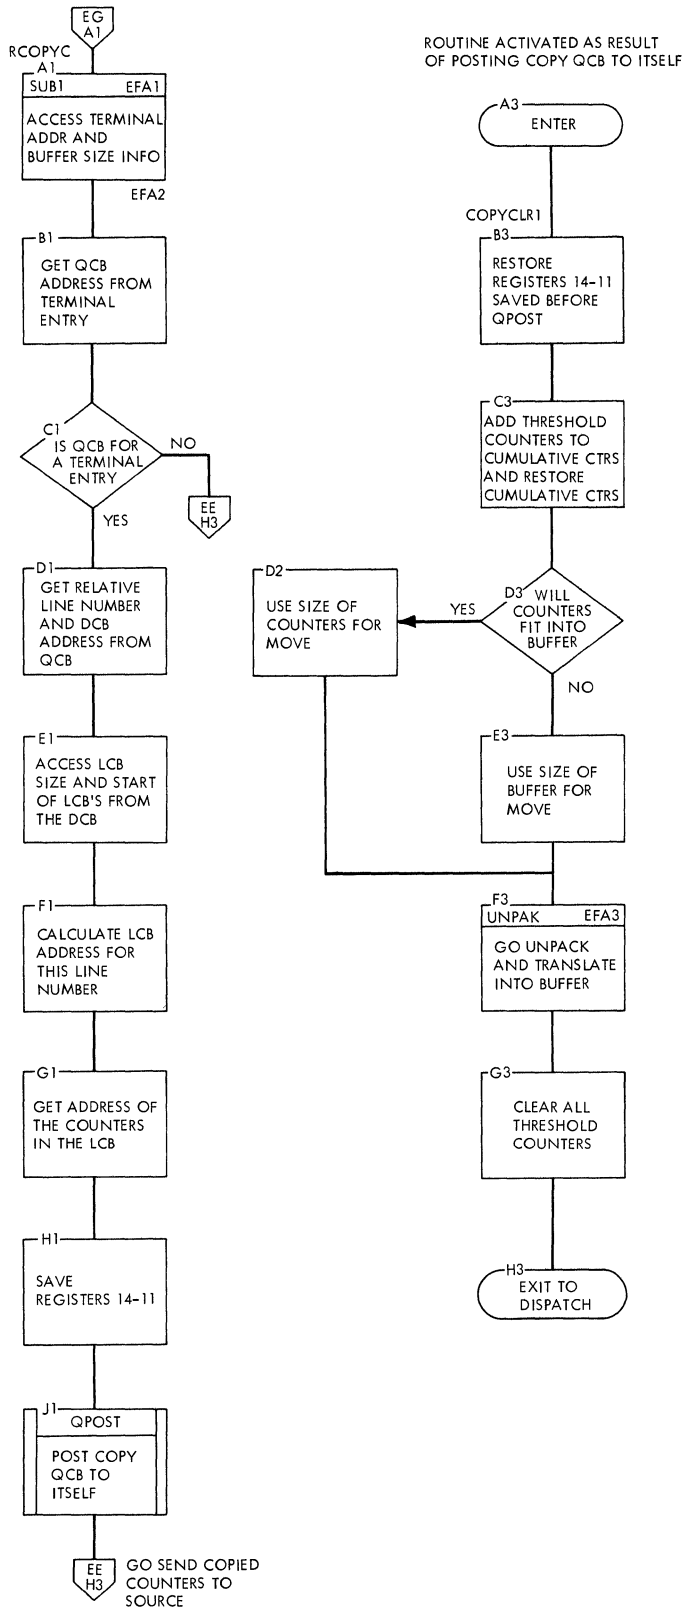 EG
A1
RCOPYC
A1
SUB1 EFA1
ACCESS TERMINAL
ADDR AND
BUFFER SIZE INFO
EFA2
B1
GET QCB
ADDRESS FROM
TERMINAL
ENTRY
C1
IS QCB FOR
A TERMINAL
ENTRY
NO
EE
H3
YES
D1
GET RELATIVE
LINE NUMBER
AND DCB
ADDRESS FROM
QCB
E1
ACCESS LCB
SIZE AND START
OF LCB'S FROM
THE DCB
F1
CALCULATE LCB
ADDRESS FOR
THIS LINE
NUMBER
G1
GET ADDRESS OF
THE COUNTERS
IN THE LCB
H1
SAVE
REGISTERS 14-11
J1
QPOST
POST COPY
QCB TO
ITSELF
EE
H3
GO SEND COPIED
COUNTERS TO
SOURCE
ROUTINE ACTIVATED AS RESULT
OF POSTING COPY QCB TO ITSELF
A3
ENTER
COPYCLR1
B3
RESTORE
REGISTERS 14-11
SAVED BEFORE
QPOST
C3
ADD THRESHOLD
COUNTERS TO
CUMULATIVE CTRS
AND RESTORE
CUMULATIVE CTRS
D3
WILL
COUNTERS
FIT INTO
BUFFER
YES
D2
USE SIZE OF
COUNTERS FOR
MOVE
NO
E3
USE SIZE OF
BUFFER FOR
MOVE
F3
UNPAK EFA3
GO UNPACK
AND TRANSLATE
INTO BUFFER
G3
CLEAR ALL
THRESHOLD
COUNTERS
H3
EXIT TO
DISPATCH